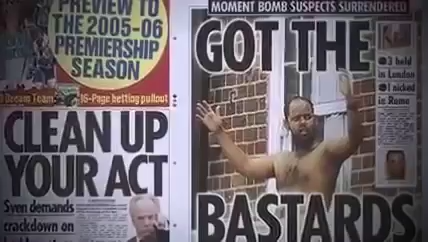 PREVIEW TO
THE 2005-06
PREMIERSHIP
SEASON
Dream Team
16-Page betting pullout
CLEAN UP
YOUR ACT
Sven demands
crackdown on
MOMENT BOMB SUSPECTS SURRENDERED
GOT THE
BASTARDS
3 held
in London
1 nicked
in Rome